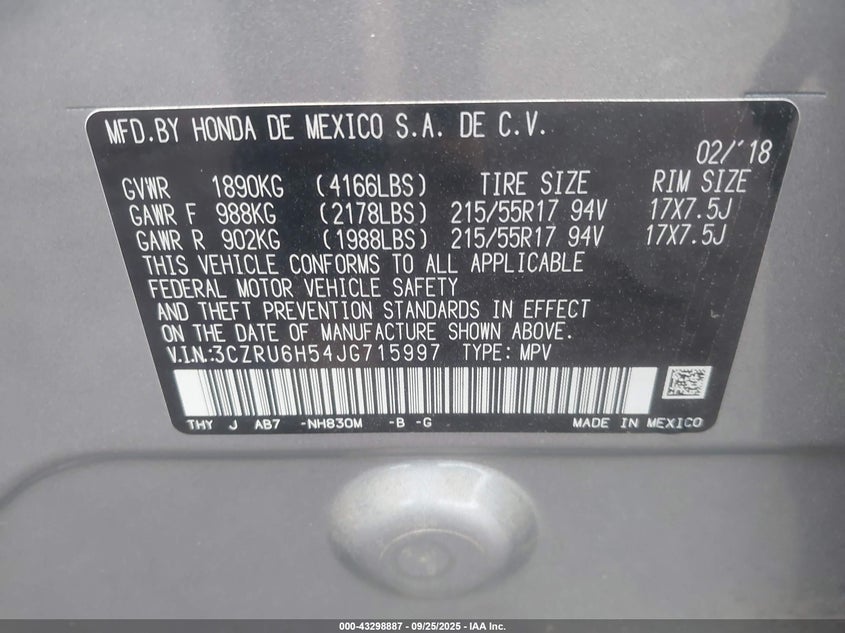 MFD.BY HONDA DE MEXICO S.A. DE C.V.
02/'18
GVWR 1890KG (4166LBS) TIRE SIZE RIM SIZE
GAWR F 988KG (2178LBS) 215/55R17 94V 17X7.5J
GAWR R 902KG (1988LBS) 215/55R17 94V 17X7.5J
THIS VEHICLE CONFORMS TO ALL APPLICABLE
FEDERAL MOTOR VEHICLE SAFETY
AND THEFT PREVENTION STANDARDS IN EFFECT
ON THE DATE OF MANUFACTURE SHOWN ABOVE.
V.I.N.:3CZRU6H54JG715997 TYPE: MPV
THY J AB7 -NH830M -B -G MADE IN MEXICO
000-43298887 - 09/25/2025 - IAA Inc.